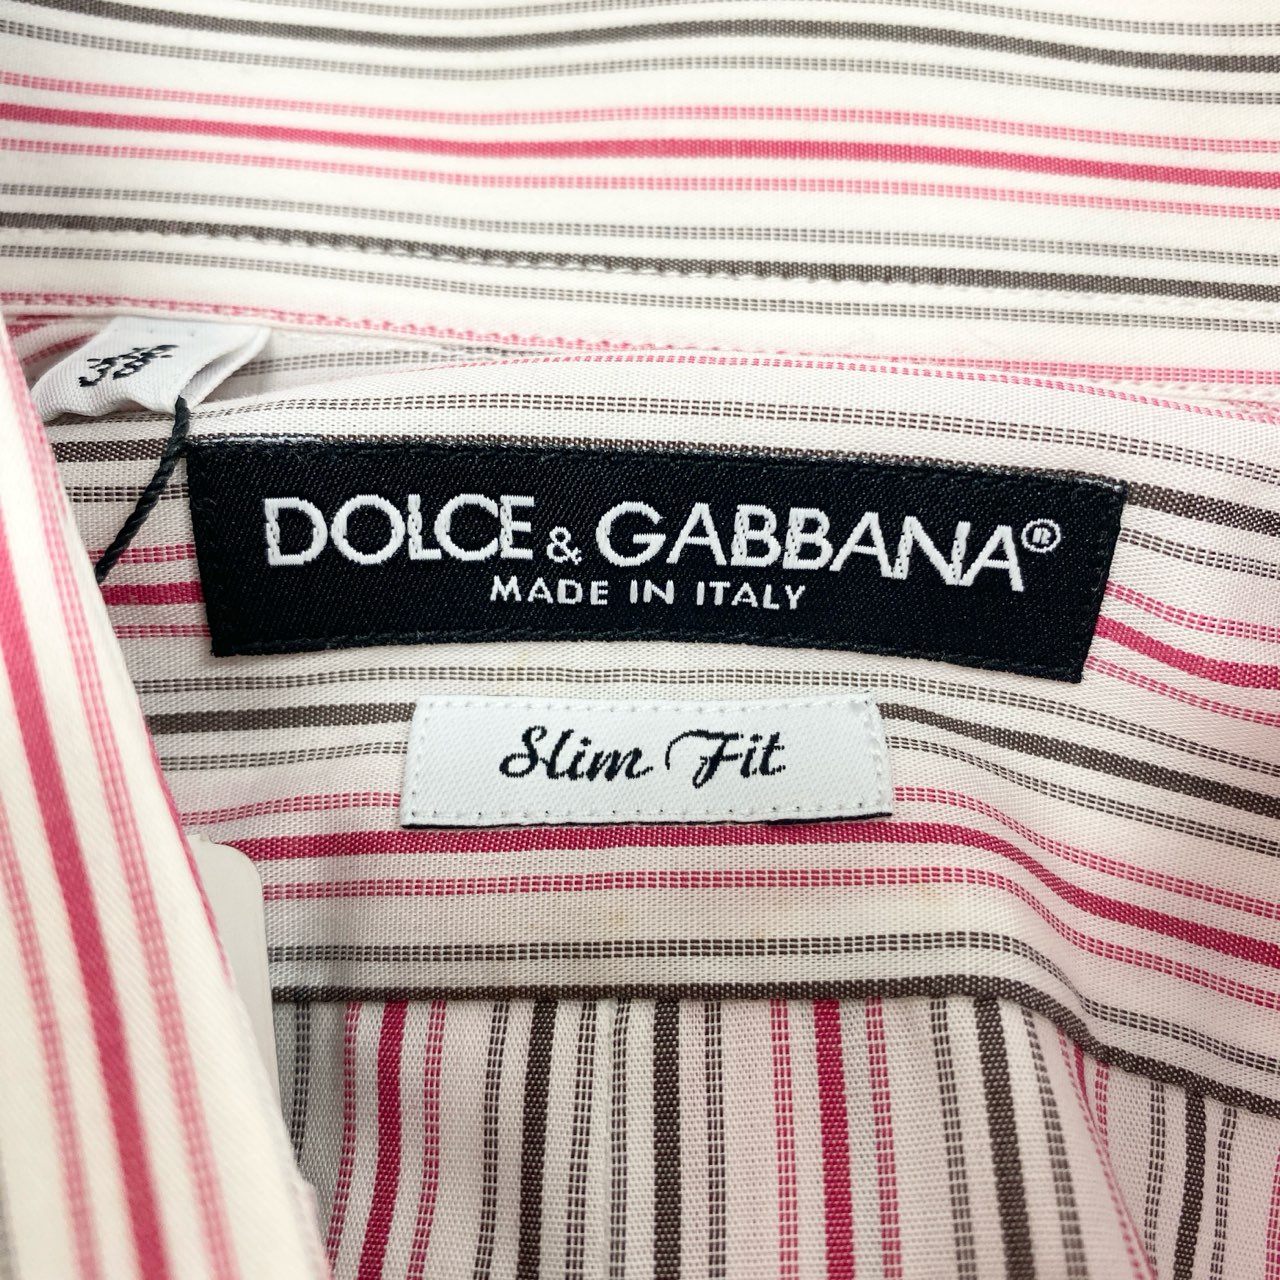 DOLCE & GABBANA®
MADE IN ITALY
Slim Fit